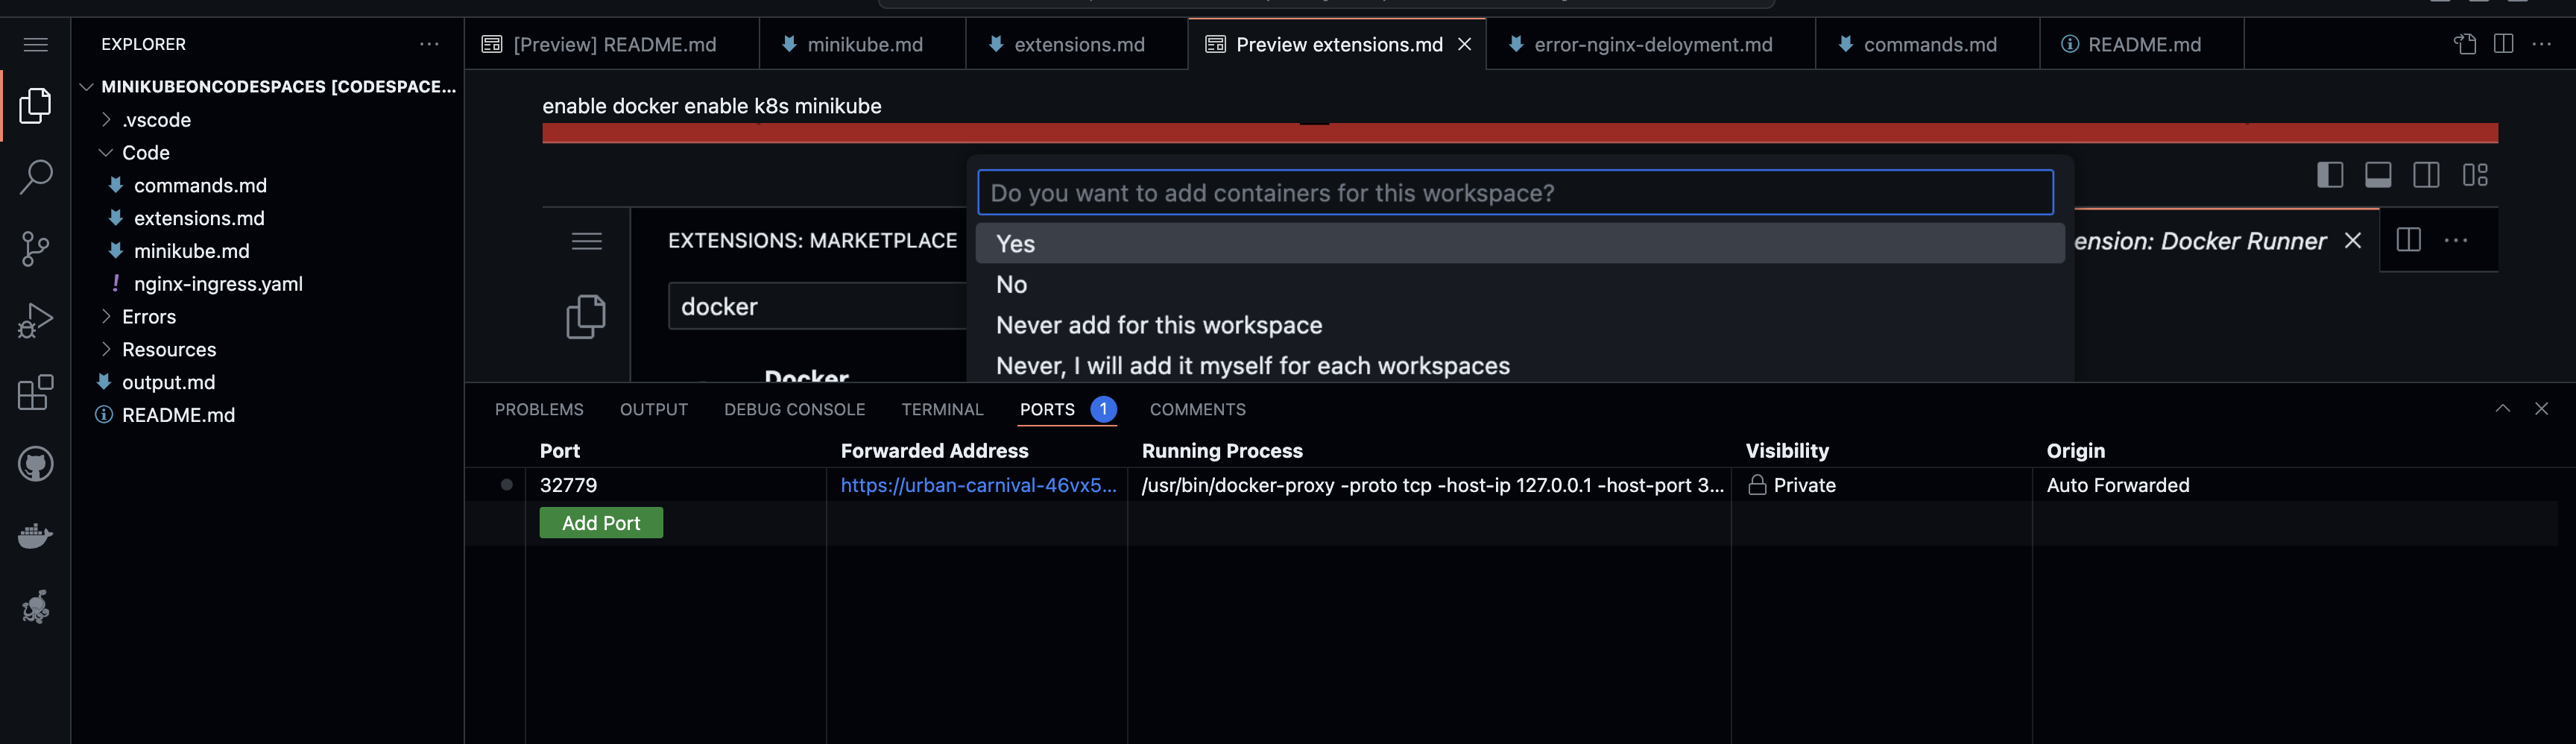 EXPLORER
[Preview] README.md
minikube.md
extensions.md
Preview extensions.md
error-nginx-deloyment.md
commands.md
README.md
MINIKUBEONCODESPACES [CODESPACE...
.vscode
Code
commands.md
extensions.md
minikube.md
! nginx-ingress.yaml
Errors
Resources
output.md
README.md
enable docker enable k8s minikube
Do you want to add containers for this workspace?
Yes
No
Never add for this workspace
Never, I will add it myself for each workspaces
EXTENSIONS: MARKETPLACE
docker
Docker
ension: Docker Runner
PROBLEMS OUTPUT DEBUG CONSOLE TERMINAL PORTS 1 COMMENTS
Port Forwarded Address Running Process Visibility Origin
32779 https://urban-carnival-46vx5... /usr/bin/docker-proxy -proto tcp -host-ip 127.0.0.1 -host-port 3... Private Auto Forwarded
Add Port